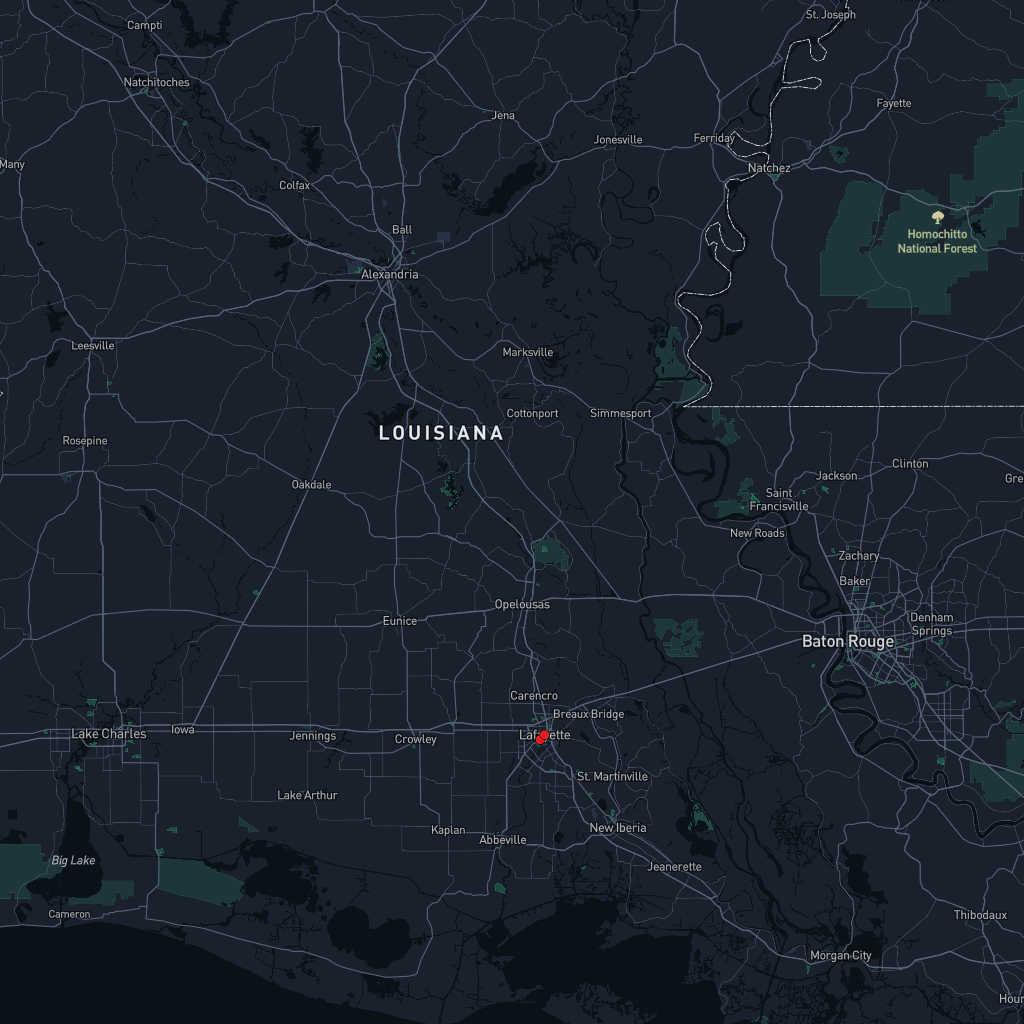 St. Joseph
Campti
Natchitoches
Fayette
Jena
Ferriday
Jonesville
Many
Natchez
Colfax
Ball
Homochitto
National Forest
Alexandria
Leesville
Marksville
Cottonport
Simmesport
LOUISIANA
Rosepine
Clinton
Jackson
Gre
Oakdale
Saint
Francisville
New Roads
Zachary
Baker
Opelousas
Eunice
Denham
Springs
Baton Rouge
Carencro
Breaux Bridge
Iowa
Lake Charles
Jennings
Crowley
Lafayette
St. Martinville
Lake Arthur
Kaplan
Abbeville
New Iberia
Big Lake
Jeanerette
Cameron
Thibodaux
Morgan City
Hour